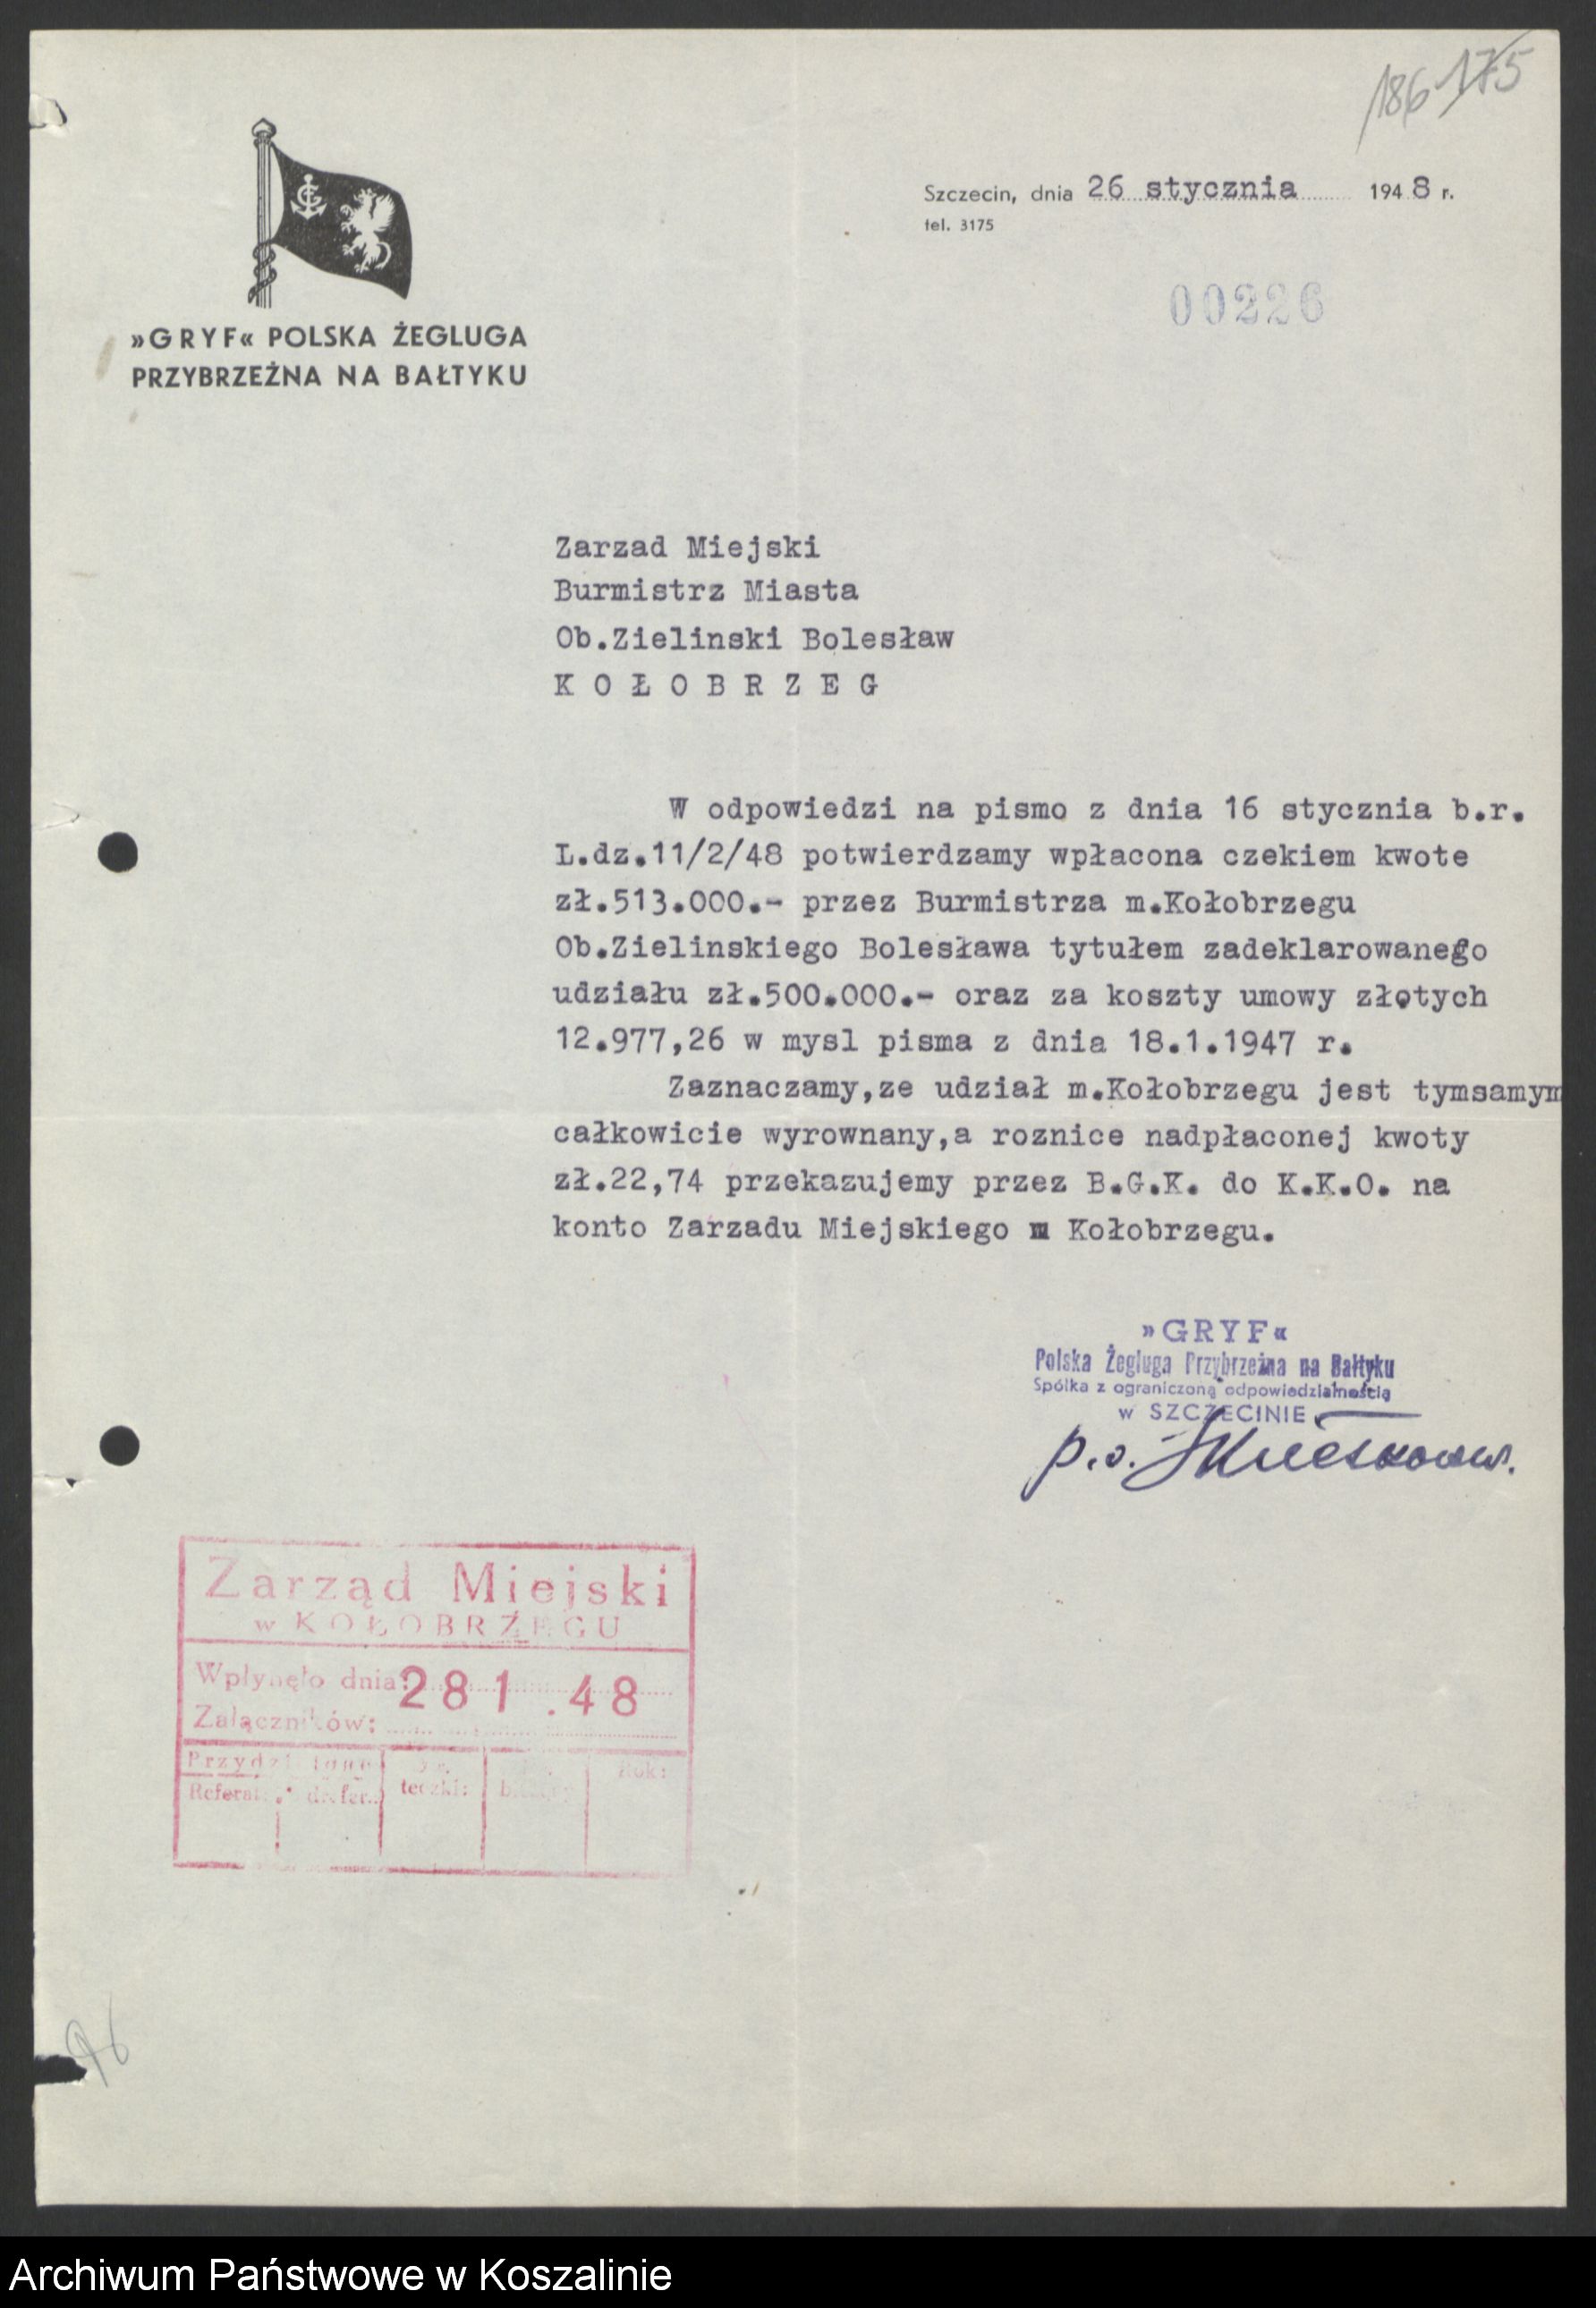 186 175
Szczecin, dnia 26 stycznia 1948 r.
tel. 3175
00226
»GRYF« POLSKA ŻEGLUGA
PRZYBRZEŻNA NA BAŁTYKU
Zarzad Miejski
Burmistrz Miasta
Ob.Zielinski Bolesław
K O Ł O B R Z E G
W odpowiedzi na pismo z dnia 16 stycznia b.r.
L.dz.11/2/48 potwierdzamy wpłacona czekiem kwote
zł.513.000.- przez Burmistrza m.Kołobrzegu
Ob.Zielinskiego Bolesława tytułem zadeklarowanego
udziału zł.500.000.- oraz za koszty umowy złotych
12.977,26 w mysl pisma z dnia 18.1.1947 r.
Zaznaczamy,ze udział m.Kołobrzegu jest tymsamym
całkowicie wyrownany,a roznice nadpłaconej kwoty
zł.22,74 przekazujemy przez B.G.K. do K.K.O. na
konto Zarzadu Miejskiego m Kołobrzegu.
»GRYF«
Polska Żegluga Przybrzeżna na Bałtyku
Spółka z ograniczoną odpowiedzialnością
w SZCZECINIE
p.o.
Zarząd Miejski
w KOŁOBRZEGU
Wpłynęło dnia: 28 1 .48
Załączników:
teczki:
Rok:
Archiwum Państwowe w Koszalinie